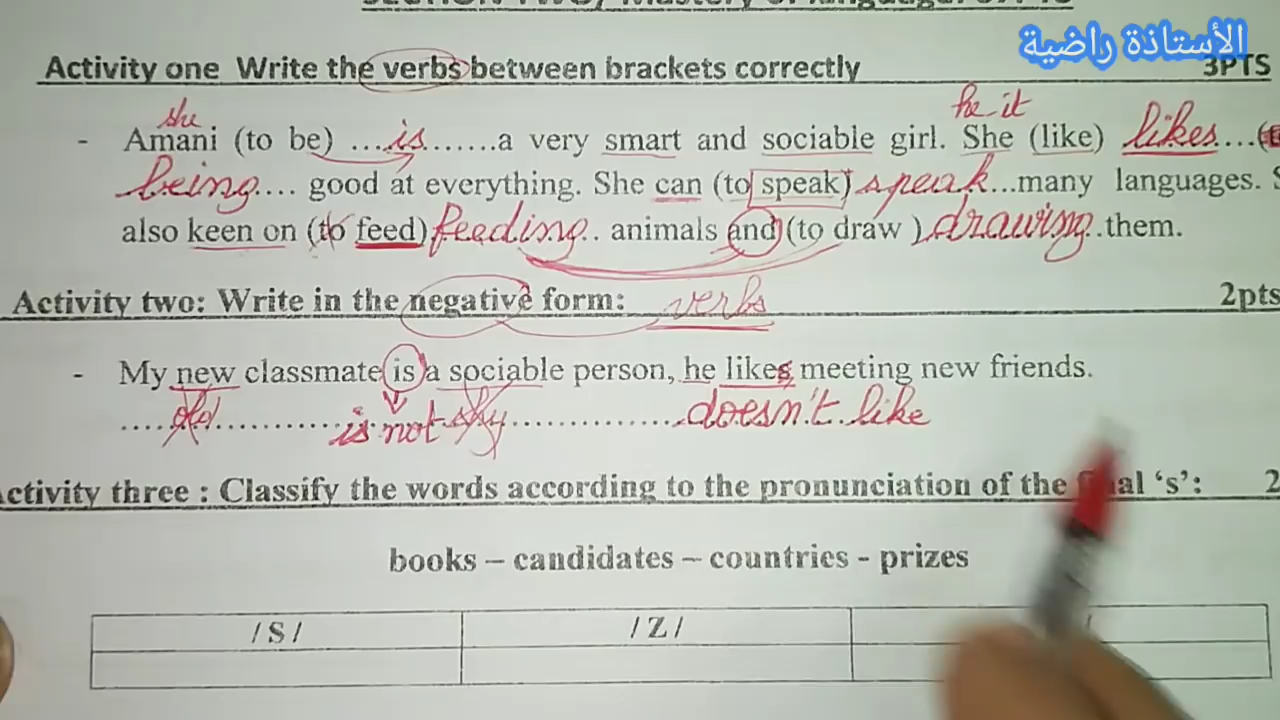 الأستاذة راضية
Activity one Write the verbs between brackets correctly 3PTS
she he-it
- Amani (to be) ....is........a very smart and sociable girl. She (like) likes....
being.... good at everything. She can (to speak) speak...many languages.
also keen on (to feed) feeding.. animals and (to draw ) drawing..them.
Activity two: Write in the negative form: verbs 2pts
- My new classmate is a sociable person, he likes meeting new friends.
....old...........is not shy...............doesn't like
ctivity three : Classify the words according to the pronunciation of the final ‘s’: 2
books – candidates – countries - prizes
/ S / / Z /